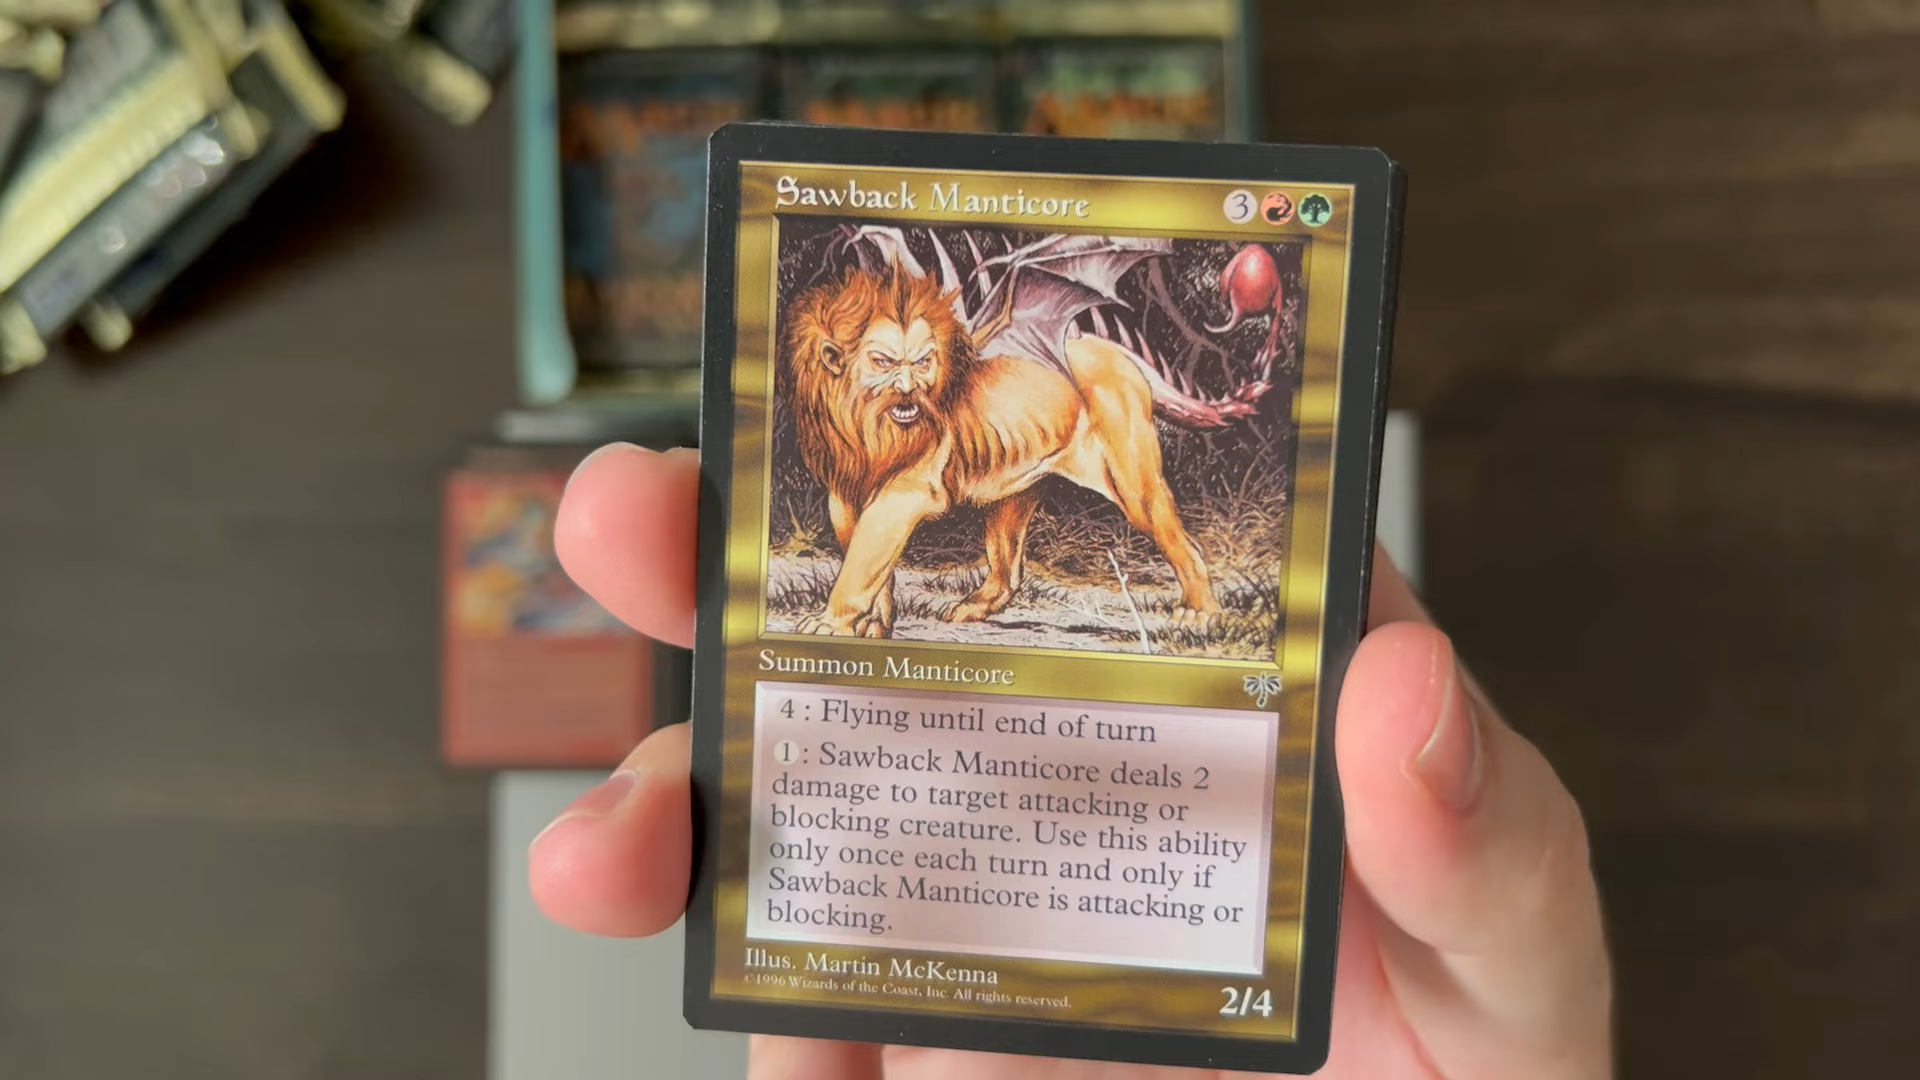 Sawback Manticore 3
Summon Manticore
4 : Flying until end of turn
1 : Sawback Manticore deals 2
damage to target attacking or
blocking creature. Use this ability
only once each turn and only if
Sawback Manticore is attacking or
blocking.
Illus. Martin McKenna
©1996 Wizards of the Coast, Inc. All rights reserved.
2/4